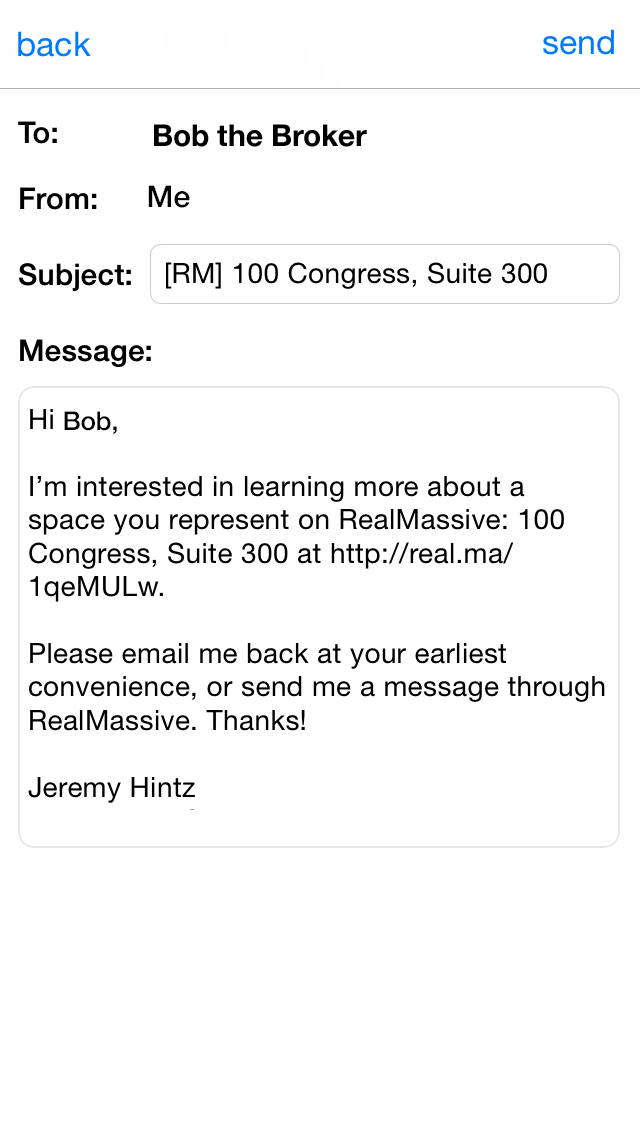 back send
To: Bob the Broker
From: Me
Subject: [RM] 100 Congress, Suite 300
Message:
Hi Bob,
I’m interested in learning more about a
space you represent on RealMassive: 100
Congress, Suite 300 at http://real.ma/
1qeMULw.
Please email me back at your earliest
convenience, or send me a message through
RealMassive. Thanks!
Jeremy Hintz